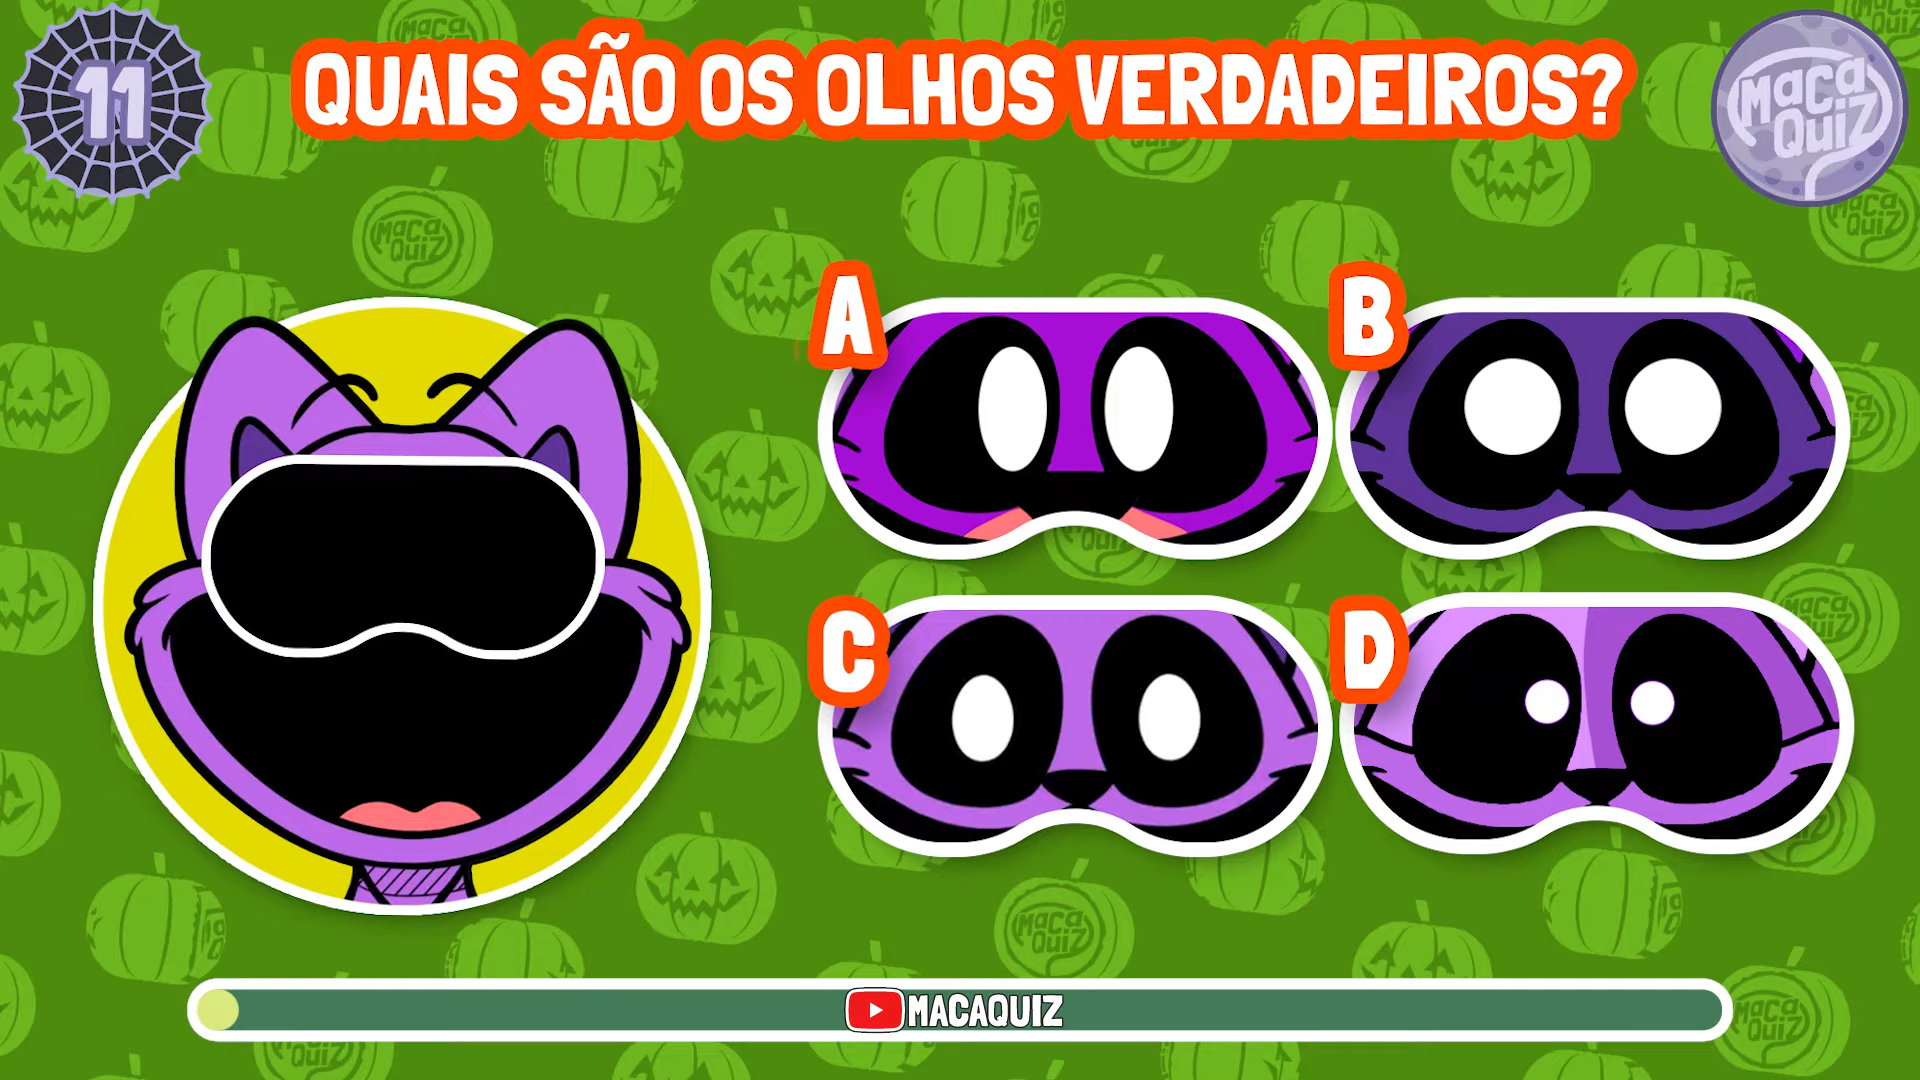 11
QUAIS SÃO OS OLHOS VERDADEIROS?
MACA
QUIZ
A
B
C
D
MACAQUIZ